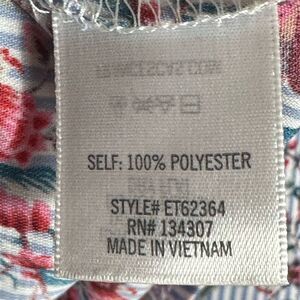 SELF: 100% POLYESTER
STYLE# ET62364
RN# 134307
MADE IN VIETNAM